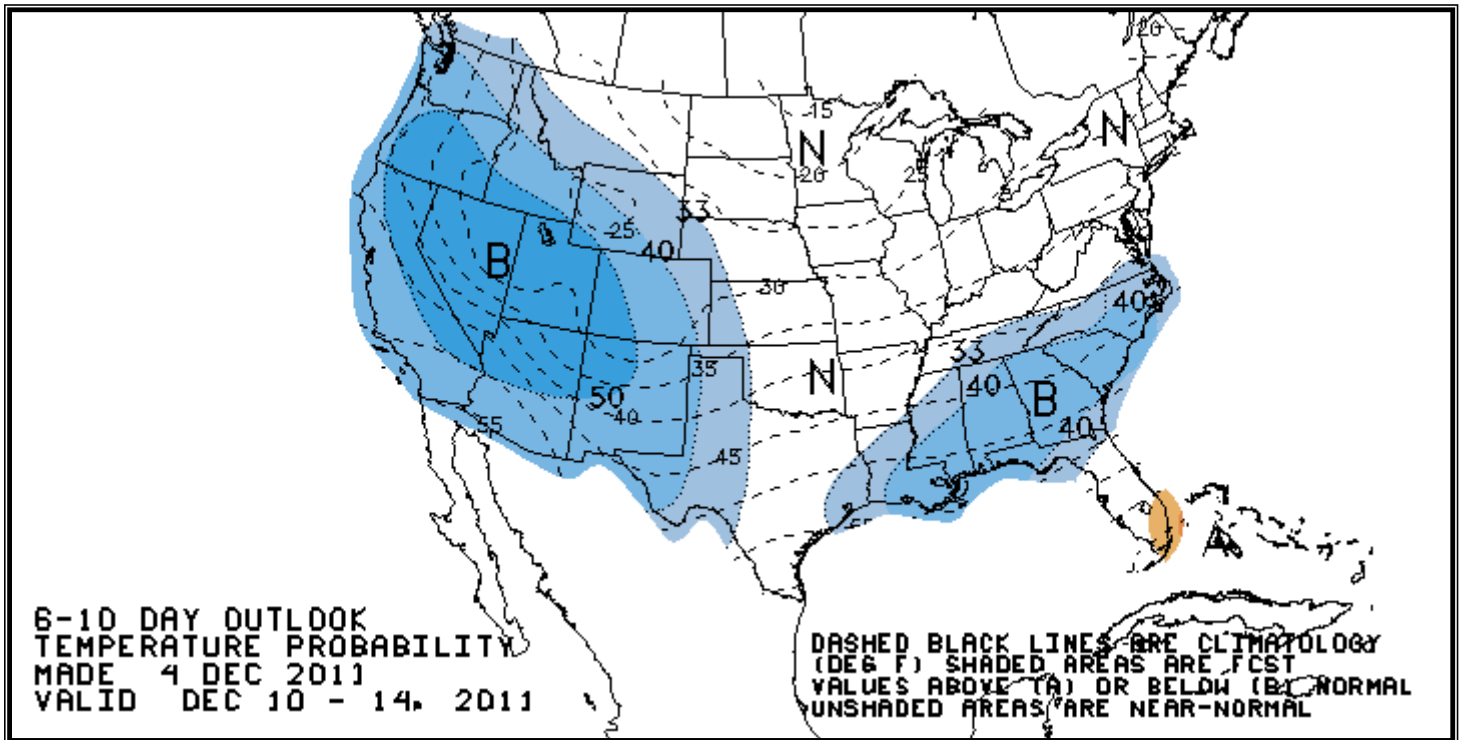 20
15
N
N
20
25
33
25
40
B
30
40
33
35
N
50
40
40
B
40
55
45
55
A
6-10 DAY OUTLOOK
TEMPERATURE PROBABILITY
MADE 4 DEC 2011
VALID DEC 10 - 14, 2011
DASHED BLACK LINES ARE CLIMATOLOGY
(DEG F) SHADED AREAS ARE FCST
VALUES ABOVE (A) OR BELOW (B) NORMAL
UNSHADED AREAS ARE NEAR-NORMAL